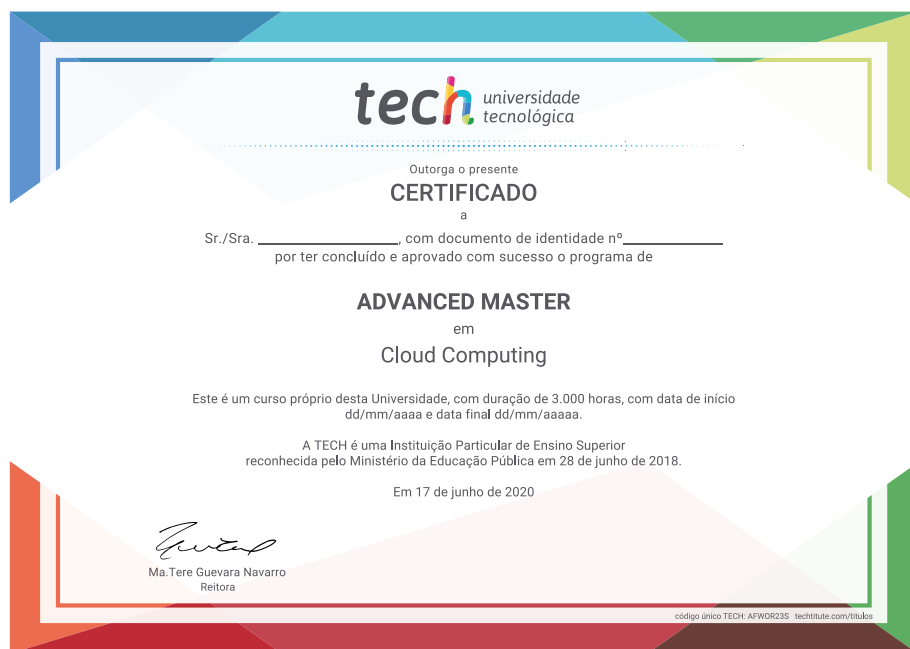 tech universidade
tecnológica
Outorga o presente
CERTIFICADO
a
Sr./Sra. ____________________, com documento de identidade nº______________
por ter concluído e aprovado com sucesso o programa de
ADVANCED MASTER
em
Cloud Computing
Este é um curso próprio desta Universidade, com duração de 3.000 horas, com data de início
dd/mm/aaaa e data final dd/mm/aaaaa.
A TECH é uma Instituição Particular de Ensino Superior
reconhecida pelo Ministério da Educação Pública em 28 de junho de 2018.
Em 17 de junho de 2020
Ma.Tere Guevara Navarro
Reitora
código único TECH: AFWOR23S techtitute.com/titulos